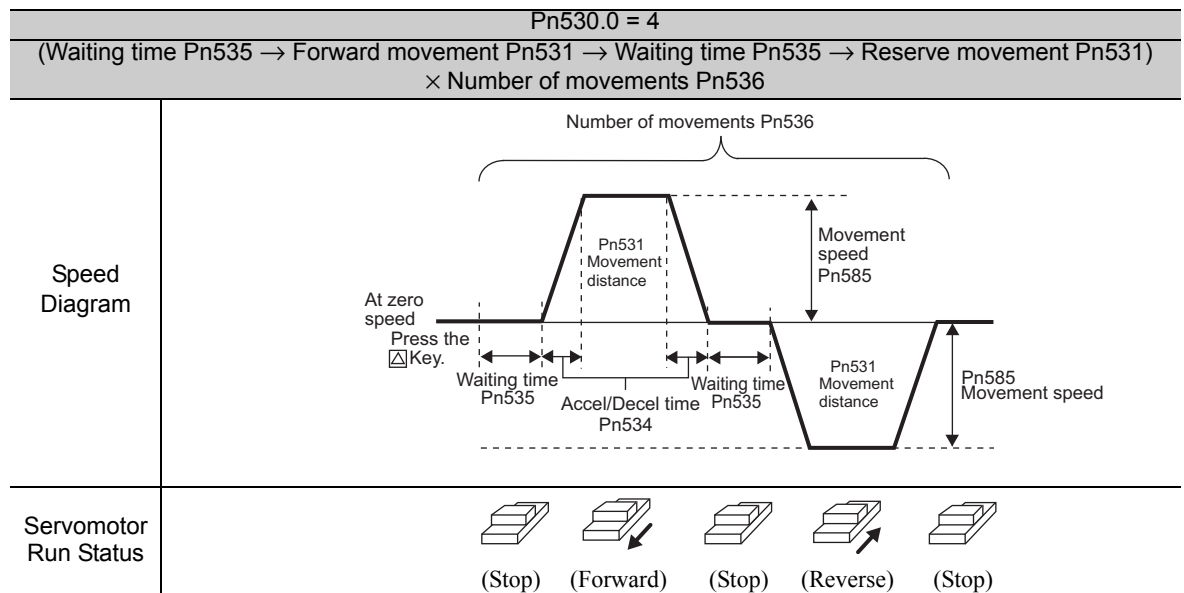 Pn530.0 = 4
(Waiting time Pn535 → Forward movement Pn531 → Waiting time Pn535 → Reserve movement Pn531)
× Number of movements Pn536
Speed
Diagram
Number of movements Pn536
Pn531
Movement
distance
Movement
speed
Pn585
At zero
speed
Press the
△ Key.
Waiting time
Pn535
Accel/Decel time
Pn534
Waiting time
Pn535
Pn531
Movement
distance
Pn585
Movement speed
Servomotor
Run Status
(Stop) (Forward) (Stop) (Reverse) (Stop)